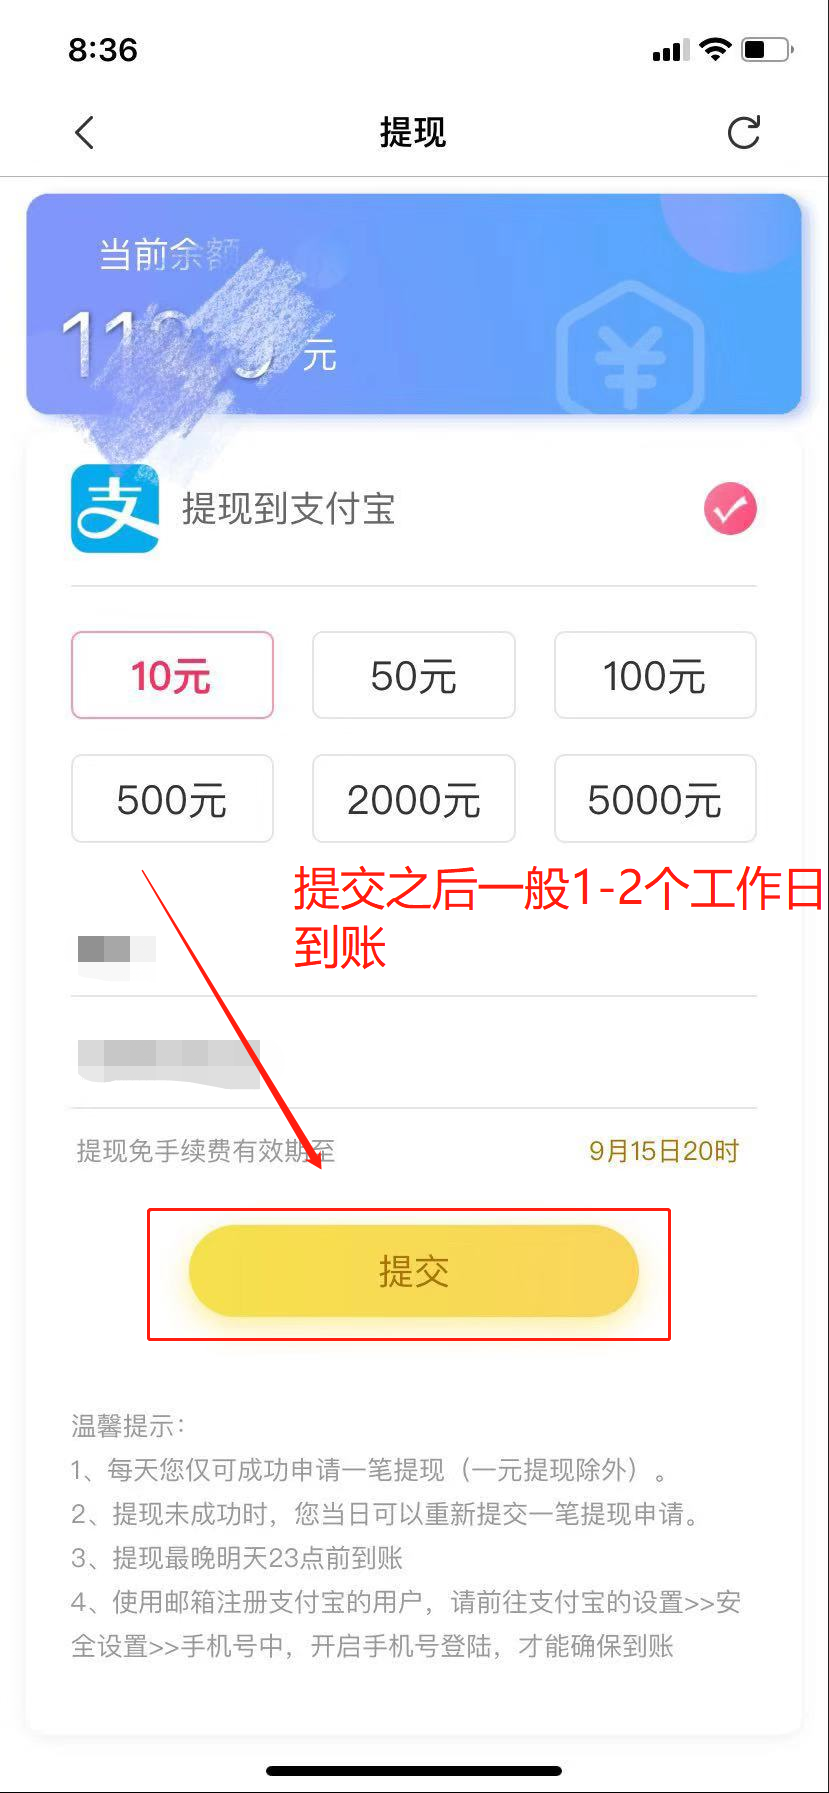 8:36
提现
当前余额
元
支 提现到支付宝
10元 50元 100元
500元 2000元 5000元
提交之后一般1-2个工作日
到账
提现免手续费有效期至 9月15日20时
提交
温馨提示：
1、每天您仅可成功申请一笔提现（一元提现除外）。
2、提现未成功时，您当日可以重新提交一笔提现申请。
3、提现最晚明天23点前到账
4、使用邮箱注册支付宝的用户，请前往支付宝的设置>>安
全设置>>手机号中，开启手机号登陆，才能确保到账